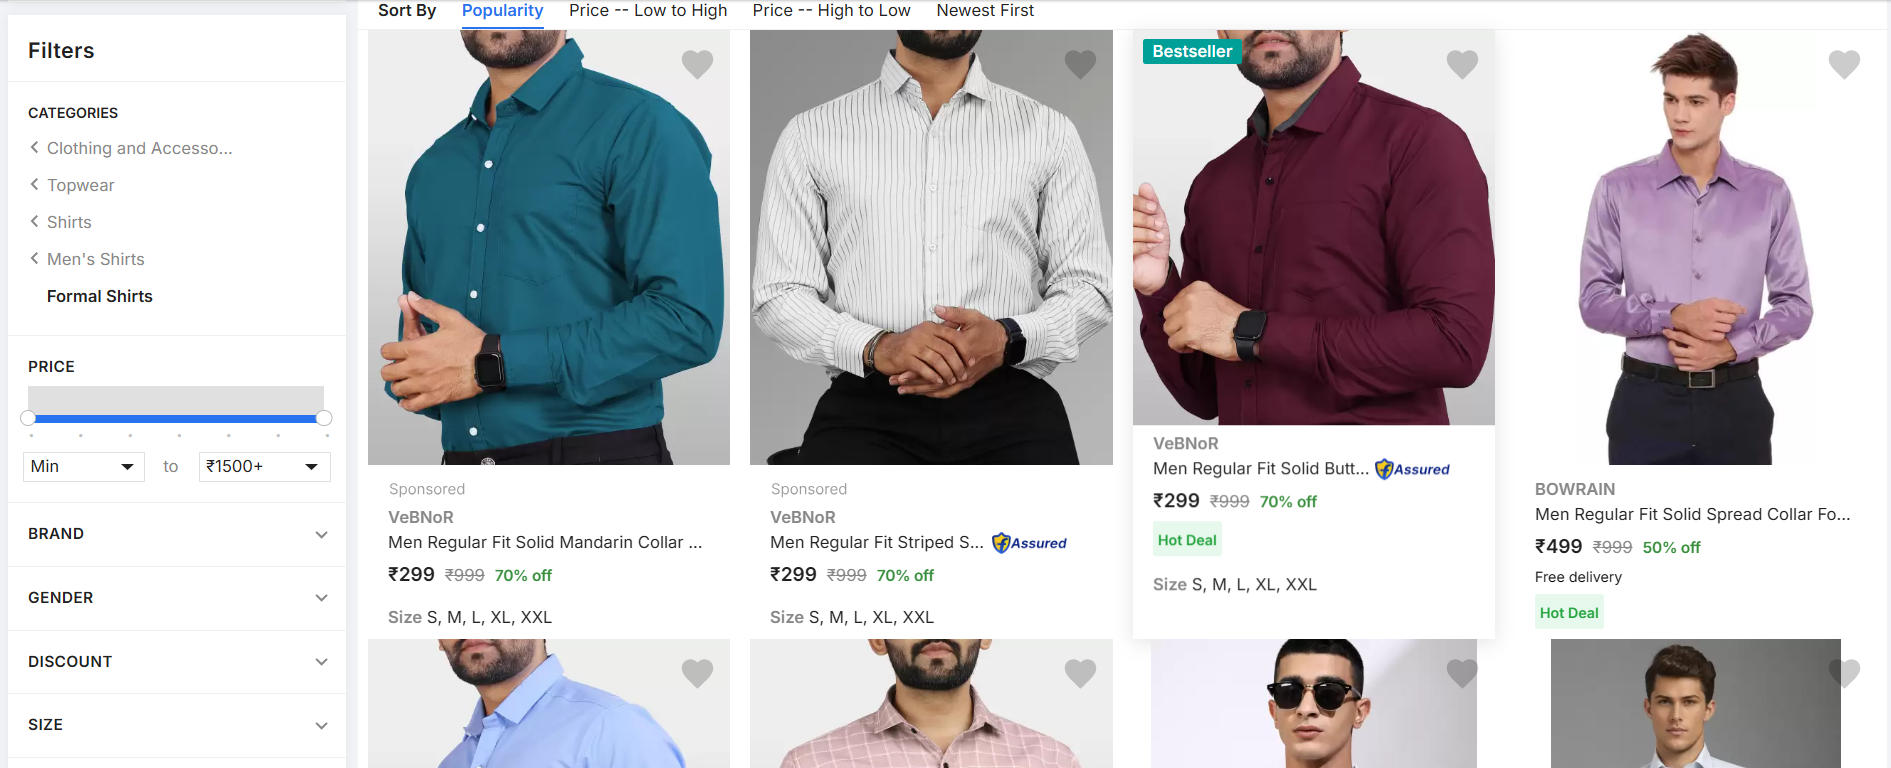 Sort By Popularity Price -- Low to High Price -- High to Low Newest First
Filters
CATEGORIES
Clothing and Accesso...
Topwear
Shirts
Men's Shirts
Formal Shirts
PRICE
Min to ₹1500+
BRAND
GENDER
DISCOUNT
SIZE
Sponsored
VeBNoR
Men Regular Fit Solid Mandarin Collar ...
₹299 ₹999 70% off
Size S, M, L, XL, XXL
Sponsored
VeBNoR
Men Regular Fit Striped S... Assured
₹299 ₹999 70% off
Size S, M, L, XL, XXL
Bestseller
VeBNoR
Men Regular Fit Solid Butt... Assured
₹299 ₹999 70% off
Hot Deal
Size S, M, L, XL, XXL
BOWRAIN
Men Regular Fit Solid Spread Collar Fo...
₹499 ₹999 50% off
Free delivery
Hot Deal